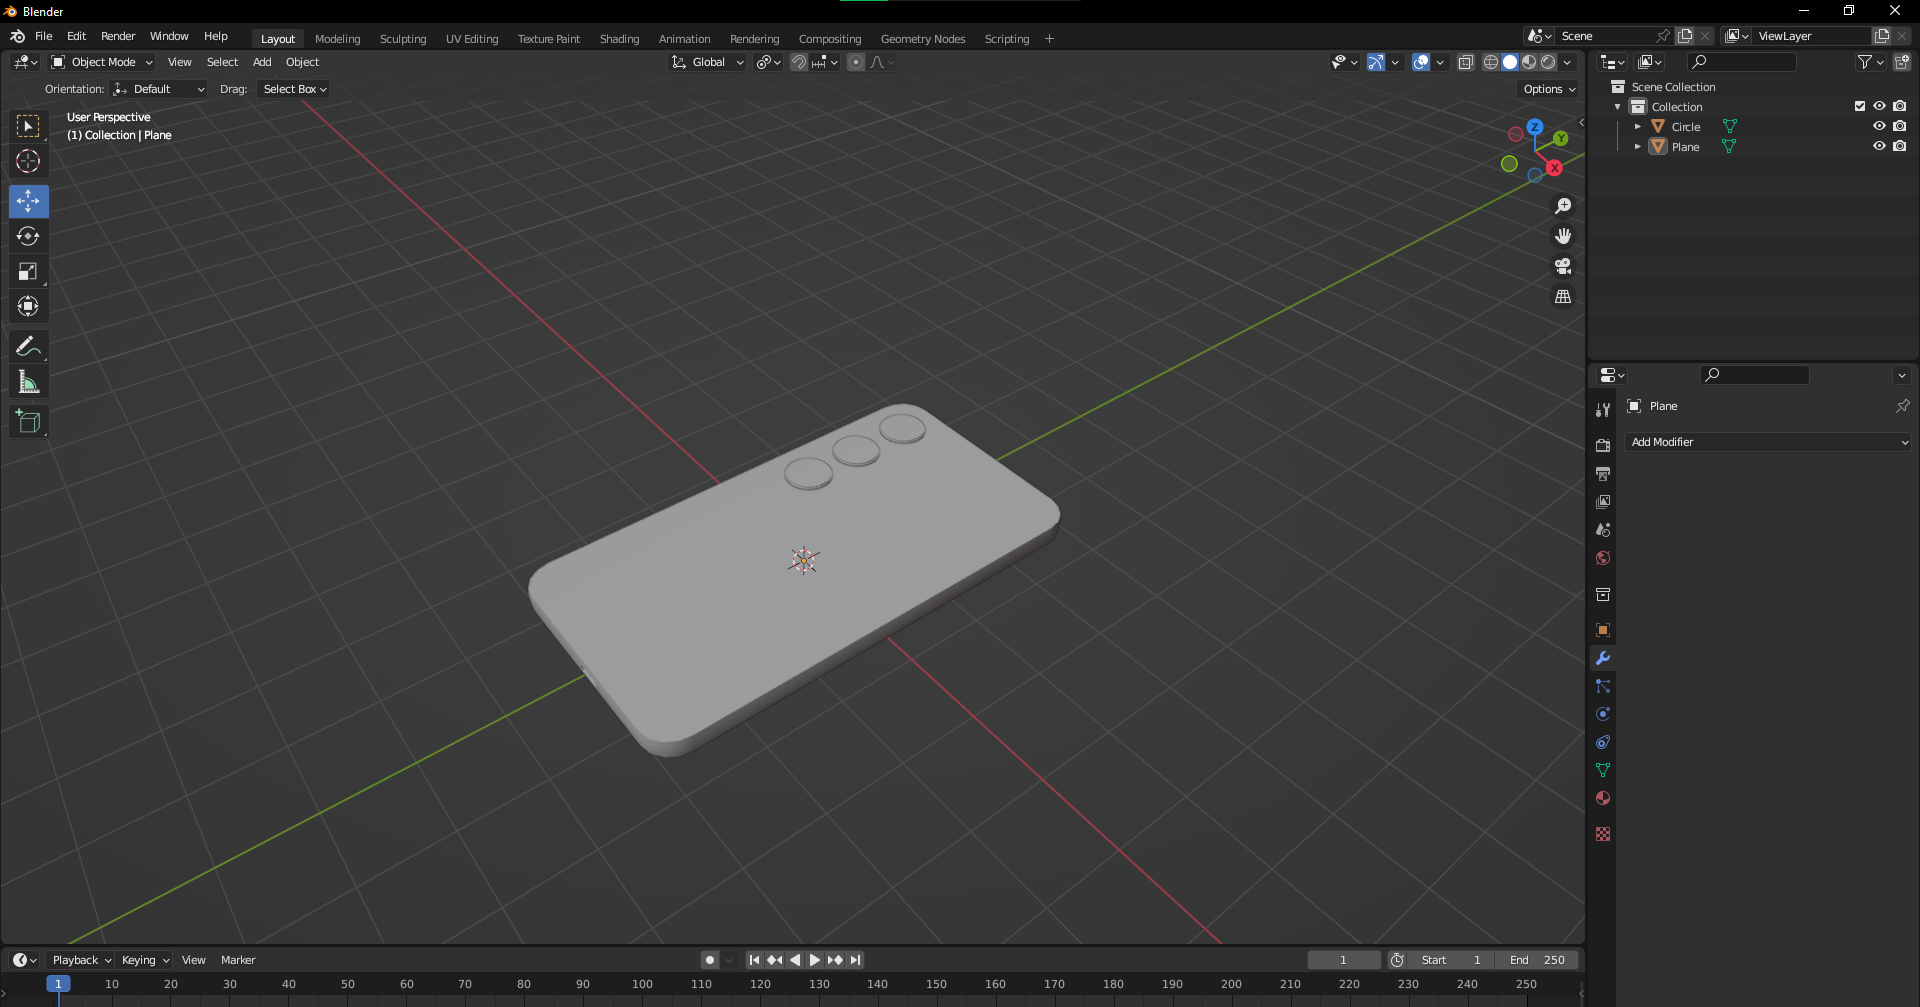 Blender
File Edit Render Window Help Layout Modeling Sculpting UV Editing Texture Paint Shading Animation Rendering Compositing Geometry Nodes Scripting + Scene ViewLayer
Object Mode View Select Add Object Global
Orientation: Default Drag: Select Box Options
User Perspective
(1) Collection | Plane
Z
Y
X
Scene Collection
Collection
Circle
Plane
Plane
Add Modifier
Playback Keying View Marker 1 Start 1 End 250
1 10 20 30 40 50 60 70 80 90 100 110 120 130 140 150 160 170 180 190 200 210 220 230 240 250